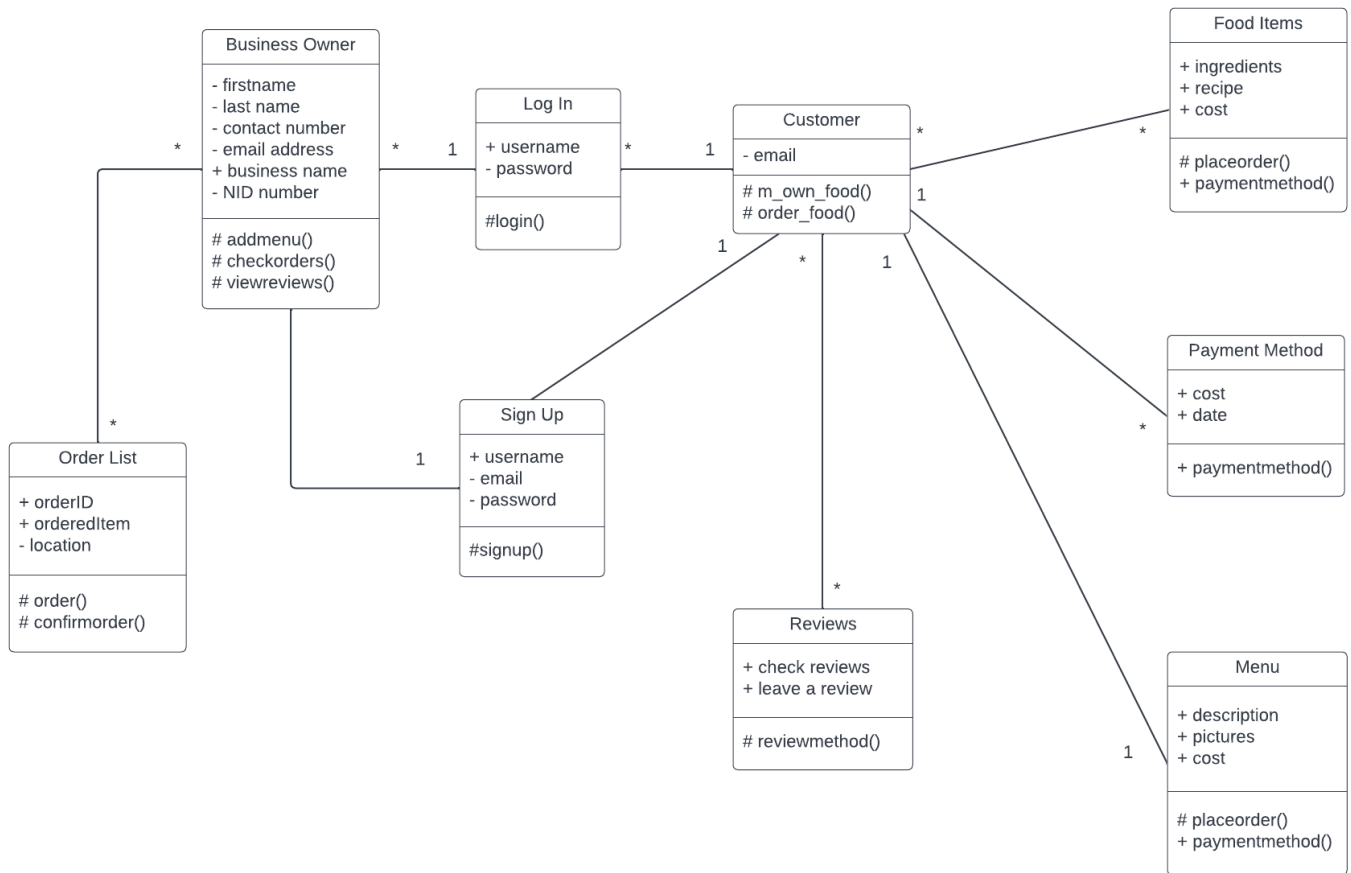 Business Owner
- firstname
- last name
- contact number
- email address
+ business name
- NID number
# addmenu()
# checkorders()
# viewreviews()
*
*
1
Log In
+ username
- password
#login()
*
1
Customer
- email
# m_own_food()
# order_food()
*
*
1
1
*
1
Food Items
+ ingredients
+ recipe
+ cost
# placeorder()
+ paymentmethod()
Payment Method
+ cost
+ date
+ paymentmethod()
*
*
Order List
+ orderID
+ orderedItem
- location
# order()
# confirmorder()
1
Sign Up
+ username
- email
- password
#signup()
*
Reviews
+ check reviews
+ leave a review
# reviewmethod()
1
Menu
+ description
+ pictures
+ cost
# placeorder()
+ paymentmethod()